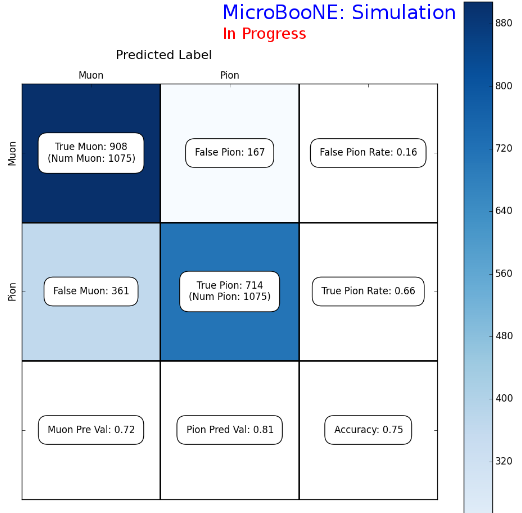 MicroBooNE: Simulation
In Progress
Predicted Label
Muon
Pion
Muon
True Muon: 908
(Num Muon: 1075)
False Pion: 167
False Pion Rate: 0.16
Pion
False Muon: 361
True Pion: 714
(Num Pion: 1075)
True Pion Rate: 0.66
Muon Pre Val: 0.72
Pion Pred Val: 0.81
Accuracy: 0.75
880
800
720
640
560
480
400
320